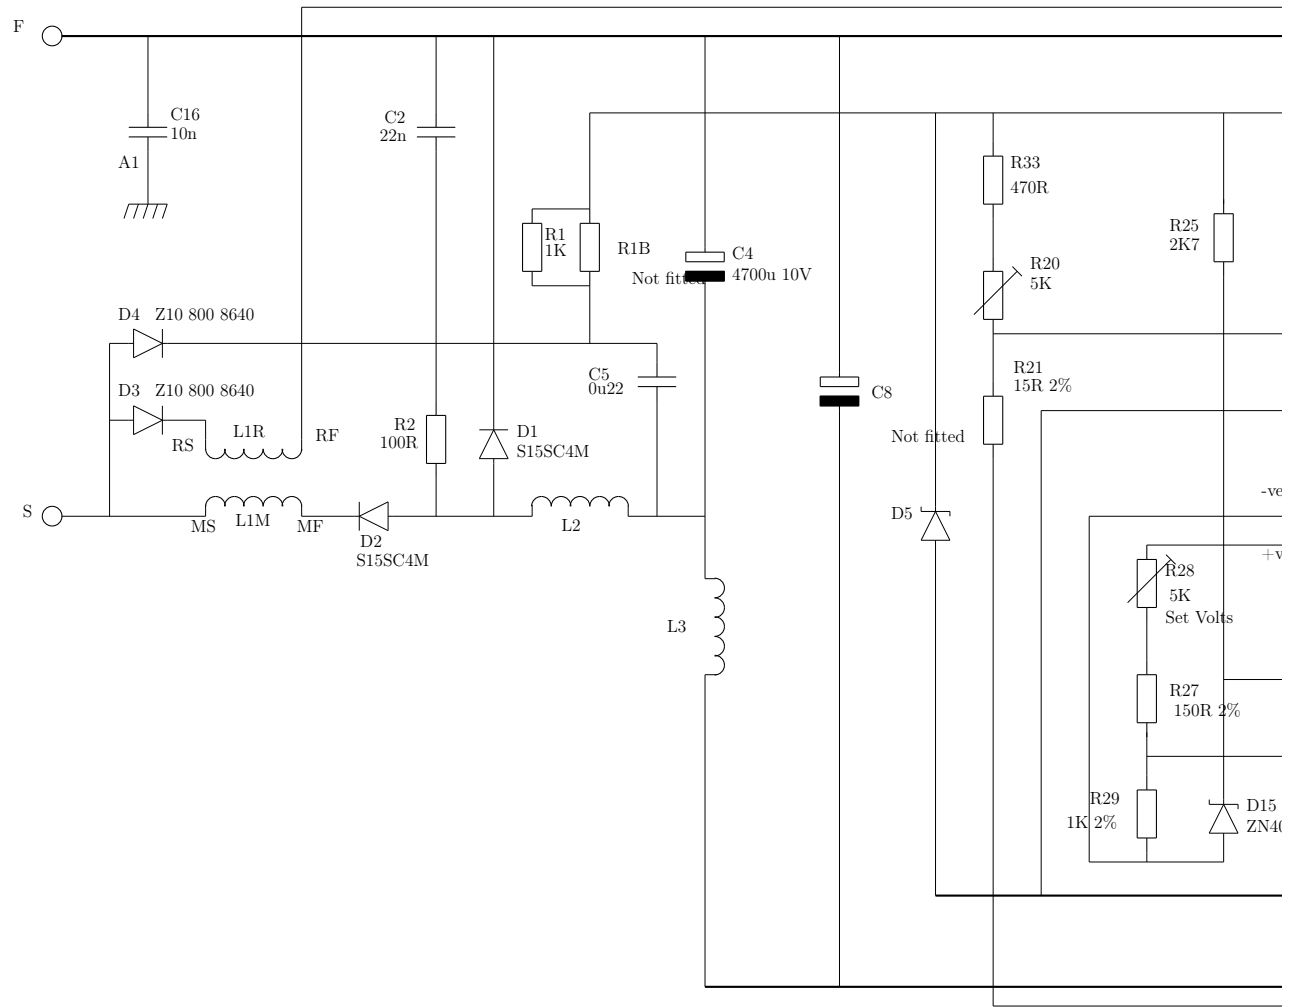 F
C16
10n
A1
C2
22n
R1
1K
R1B
Not fitted
C4
4700u 10V
R33
470R
R25
2K7
R20
5K
D4 Z10 800 8640
D3 Z10 800 8640
C5
0u22
R21
15R 2%
C8
Not fitted
L1R
RS
RF
R2
100R
D1
S15SC4M
S
MS
L1M
MF
D2
S15SC4M
L2
D5
-ve
+v
R28
5K
Set Volts
L3
R27
150R 2%
R29
1K 2%
D15
ZN40